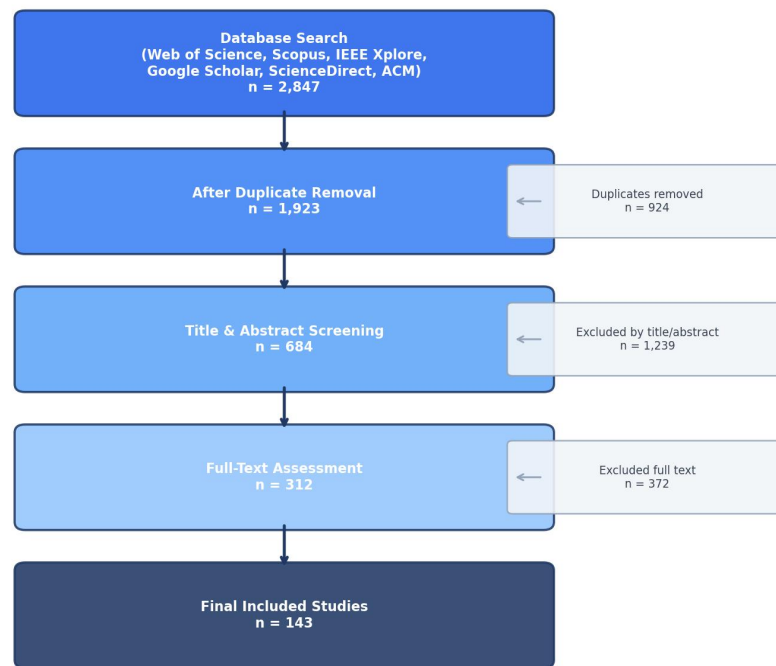 Database Search
(Web of Science, Scopus, IEEE Xplore,
Google Scholar, ScienceDirect, ACM)
n = 2,847
After Duplicate Removal
n = 1,923
Duplicates removed
n = 924
Title & Abstract Screening
n = 684
Excluded by title/abstract
n = 1,239
Full-Text Assessment
n = 312
Excluded full text
n = 372
Final Included Studies
n = 143